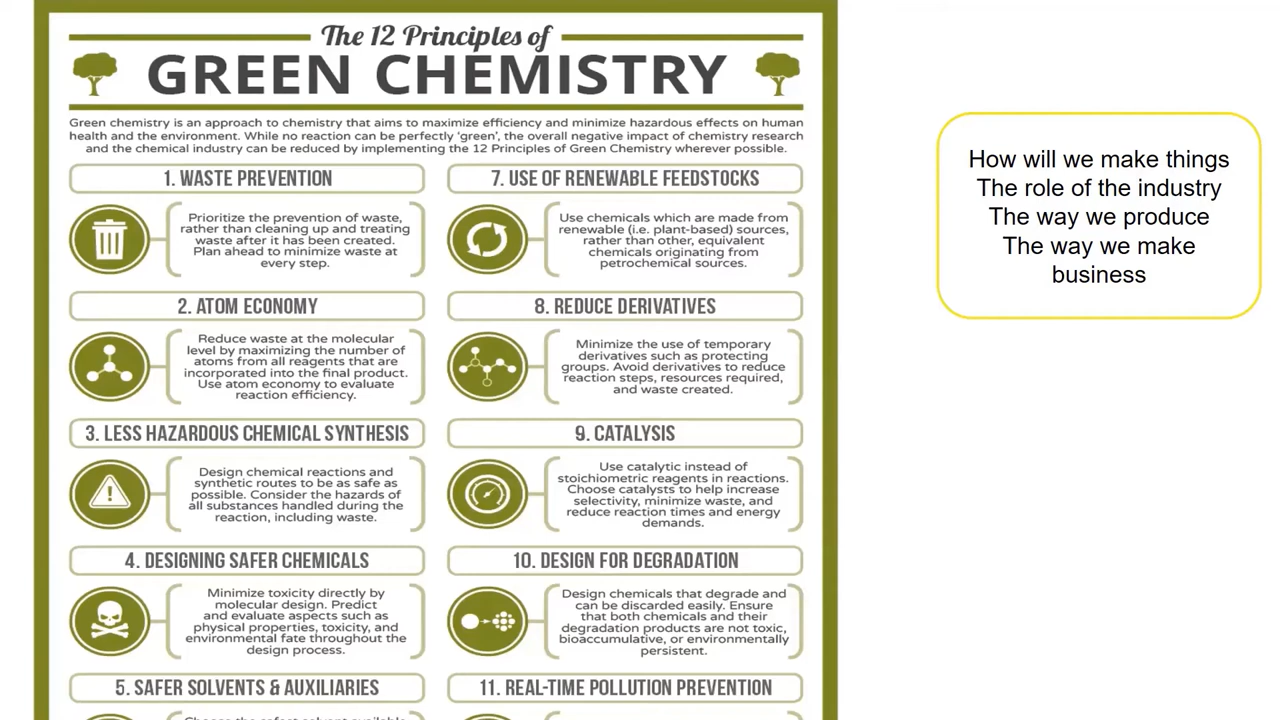 The 12 Principles of
GREEN CHEMISTRY
Green chemistry is an approach to chemistry that aims to maximize efficiency and minimize hazardous effects on human
health and the environment. While no reaction can be perfectly ‘green’, the overall negative impact of chemistry research
and the chemical industry can be reduced by implementing the 12 Principles of Green Chemistry wherever possible.
1. WASTE PREVENTION
Prioritize the prevention of waste,
rather than cleaning up and treating
waste after it has been created.
Plan ahead to minimize waste at
every step.
2. ATOM ECONOMY
Reduce waste at the molecular
level by maximizing the number of
atoms from all reagents that are
incorporated into the final product.
Use atom economy to evaluate
reaction efficiency.
3. LESS HAZARDOUS CHEMICAL SYNTHESIS
Design chemical reactions and
synthetic routes to be as safe as
possible. Consider the hazards of
all substances handled during the
reaction, including waste.
4. DESIGNING SAFER CHEMICALS
Minimize toxicity directly by
molecular design. Predict
and evaluate aspects such as
physical properties, toxicity, and
environmental fate throughout the
design process.
5. SAFER SOLVENTS & AUXILIARIES
Choose the safest solvent available
7. USE OF RENEWABLE FEEDSTOCKS
Use chemicals which are made from
renewable (i.e. plant-based) sources,
rather than other, equivalent
chemicals originating from
petrochemical sources.
8. REDUCE DERIVATIVES
Minimize the use of temporary
derivatives such as protecting
groups. Avoid derivatives to reduce
reaction steps, resources required,
and waste created.
9. CATALYSIS
Use catalytic instead of
stoichiometric reagents in reactions.
Choose catalysts to help increase
selectivity, minimize waste, and
reduce reaction times and energy
demands.
10. DESIGN FOR DEGRADATION
Design chemicals that degrade and
can be discarded easily. Ensure
that both chemicals and their
degradation products are not toxic,
bioaccumulative, or environmentally
persistent.
11. REAL-TIME POLLUTION PREVENTION
How will we make things
The role of the industry
The way we produce
The way we make
business